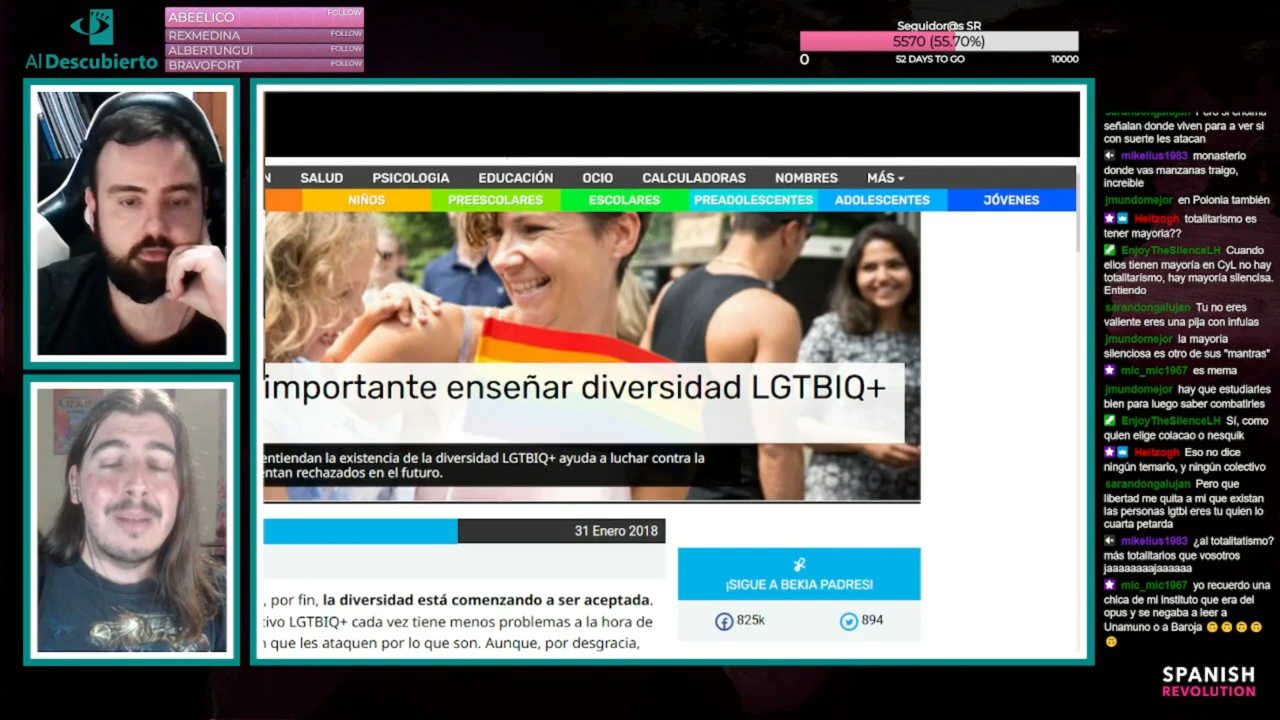 Al Descubierto
ABEELICO FOLLOW
REXMEDINA FOLLOW
ALBERTUNGUI FOLLOW
BRAVOFORT FOLLOW
Seguidor@s SR
5570 (55.70%)
0 52 DAYS TO GO 10000
N SALUD PSICOLOGIA EDUCACIÓN OCIO CALCULADORAS NOMBRES MÁS
NIÑOS PREESCOLARES ESCOLARES PREADOLESCENTES ADOLESCENTES JÓVENES
importante enseñar diversidad LGTBIQ+
entiendan la existencia de la diversidad LGTBIQ+ ayuda a luchar contra la
entan rechazados en el futuro.
31 Enero 2018
¡SIGUE A BEKIA PADRES!
825k 894
, por fin, la diversidad está comenzando a ser aceptada.
tivo LGTBIQ+ cada vez tiene menos problemas a la hora de
que les ataquen por lo que son. Aunque, por desgracia,
señalan donde viven para a ver si
con suerte les atacan
mikelius1983 monasterio
donde vas manzanas traigo,
increible
jmundomejor en Polonia también
Heitzogh totalitarismo es
tener mayoria??
EnjoyTheSilenceLH Cuando
ellos tienen mayoría en CyL no hay
totalitarismo, hay mayoría silencisa.
Entiendo
sarandongalujan Tu no eres
valiente eres una pija con infulas
jmundomejor la mayoria
silenciosa es otro de sus "mantras"
mic_mic1967 es mema
jmundomejor hay que estudiarles
bien para luego saber combatirles
EnjoyTheSilenceLH Sí, como
quien elige colacao o nesquik
Heitzogh Eso no dice
ningún temario, y ningún colectivo
sarandongalujan Pero que
libertad me quita a mi que existan
las personas lgtbi eres tu quien lo
cuarta petarda
mikelius1983 ¿al totalitatismo?
más totalitarios que vosotros
jaaaaaaajaaaaaa
mic_mic1967 yo recuerdo una
chica de mi instituto que era del
opus y se negaba a leer a
Unamuno o a Baroja
SPANISH
REVOLUTION